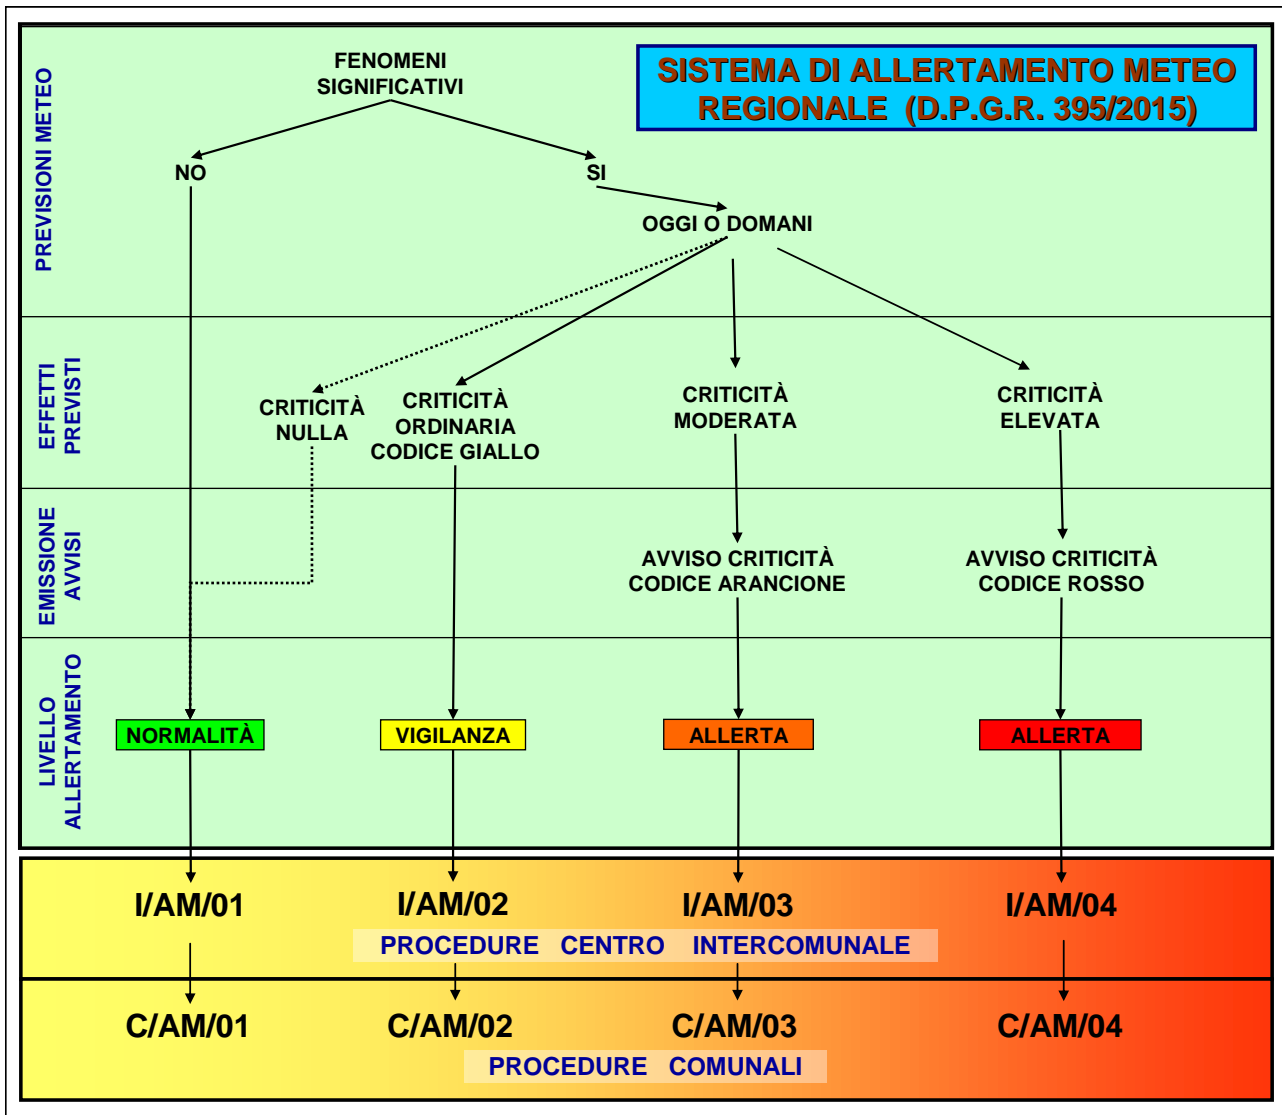 SISTEMA DI ALLERTAMENTO METEO
REGIONALE (D.P.G.R. 395/2015)
PREVISIONI METEO
FENOMENI
SIGNIFICATIVI
NO
SI
OGGI O DOMANI
EFFETTI
PREVISTI
CRITICITÀ
NULLA
CRITICITÀ
ORDINARIA
CODICE GIALLO
CRITICITÀ
MODERATA
CRITICITÀ
ELEVATA
EMISSIONE
AVVISI
AVVISO CRITICITÀ
CODICE ARANCIONE
AVVISO CRITICITÀ
CODICE ROSSO
LIVELLO
ALLERTAMENTO
NORMALITÀ
VIGILANZA
ALLERTA
ALLERTA
I/AM/01
I/AM/02
I/AM/03
I/AM/04
PROCEDURE CENTRO INTERCOMUNALE
C/AM/01
C/AM/02
C/AM/03
C/AM/04
PROCEDURE COMUNALI